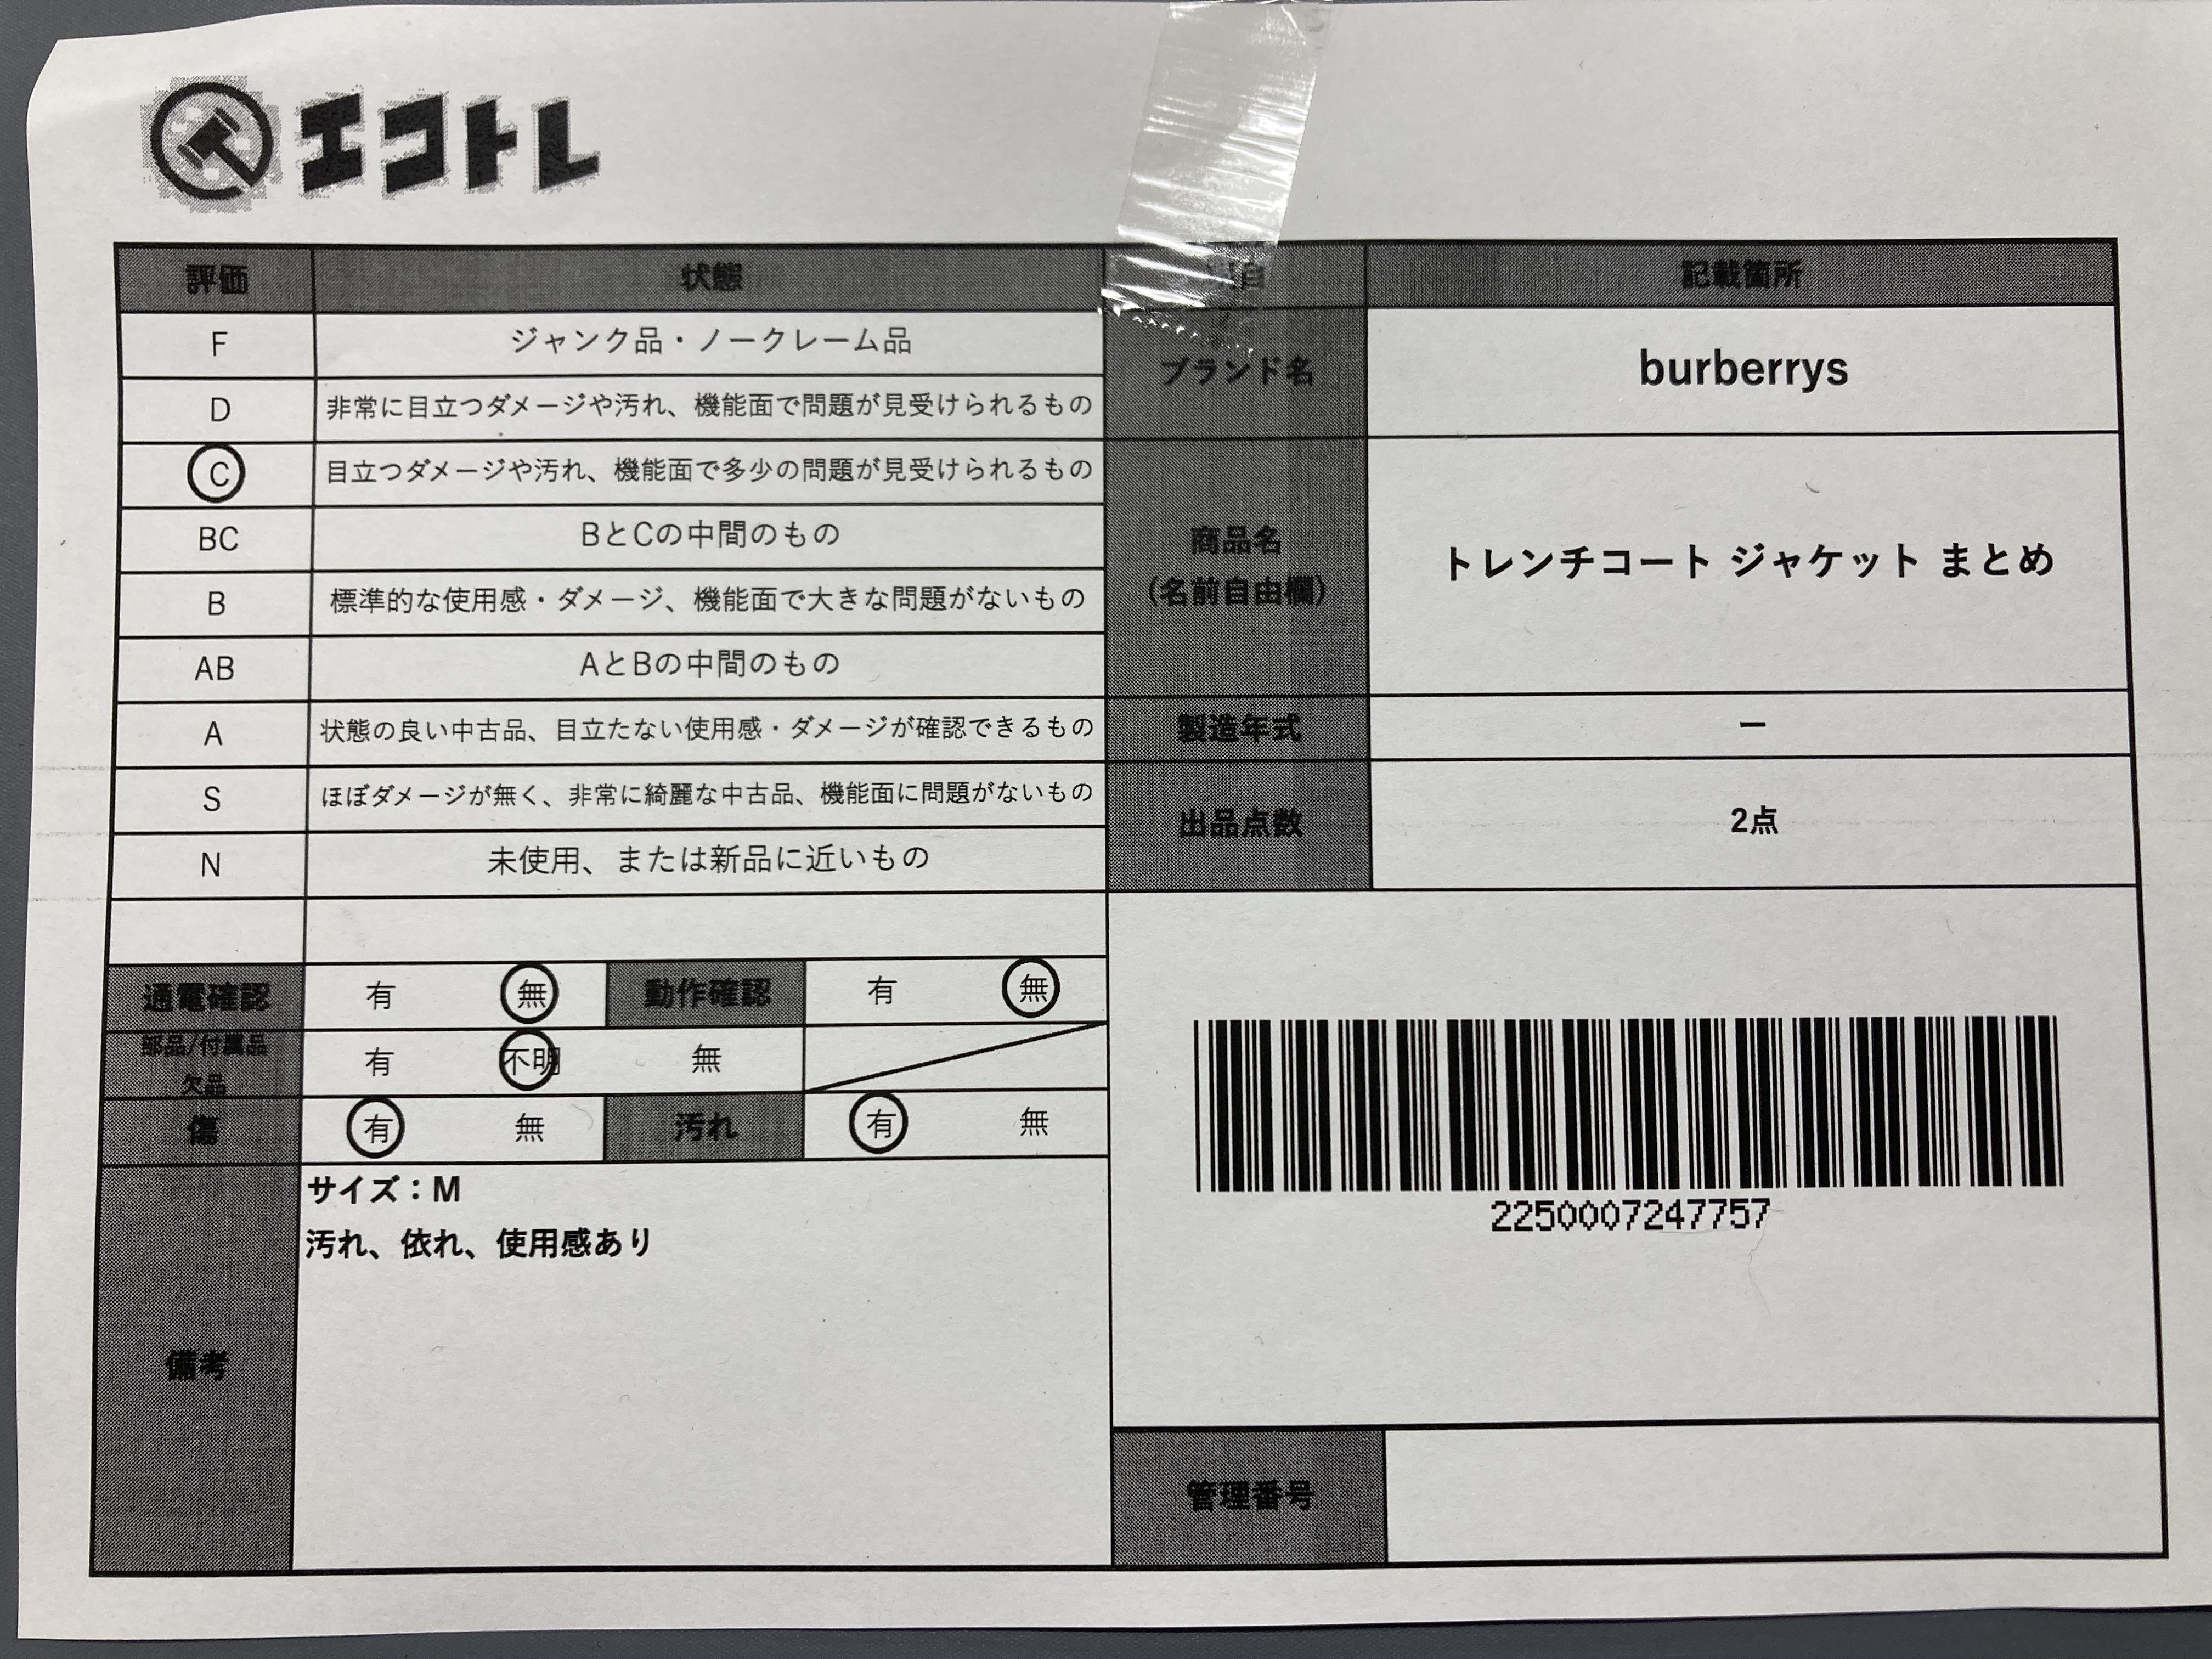 エコトレ
評価 状態
F ジャンク品・ノークレーム品
D 非常に目立つダメージや汚れ、機能面で問題が見受けられるもの
C 目立つダメージや汚れ、機能面で多少の問題が見受けられるもの
BC BとCの中間のもの
B 標準的な使用感・ダメージ、機能面で大きな問題がないもの
AB AとBの中間のもの
A 状態の良い中古品、目立たない使用感・ダメージが確認できるもの
S ほぼダメージが無く、非常に綺麗な中古品、機能面に問題がないもの
N 未使用、または新品に近いもの
通電確認 有 無 動作確認 有 無
部品/付属品
欠品
有 不明 無
傷 有 無 汚れ 有 無
備考
サイズ：M
汚れ、依れ、使用感あり
記載箇所
ブランド名 burberrys
商品名
(名前自由欄)
トレンチコート ジャケット まとめ
製造年式 ー
出品点数 2点
2250007247757
管理番号